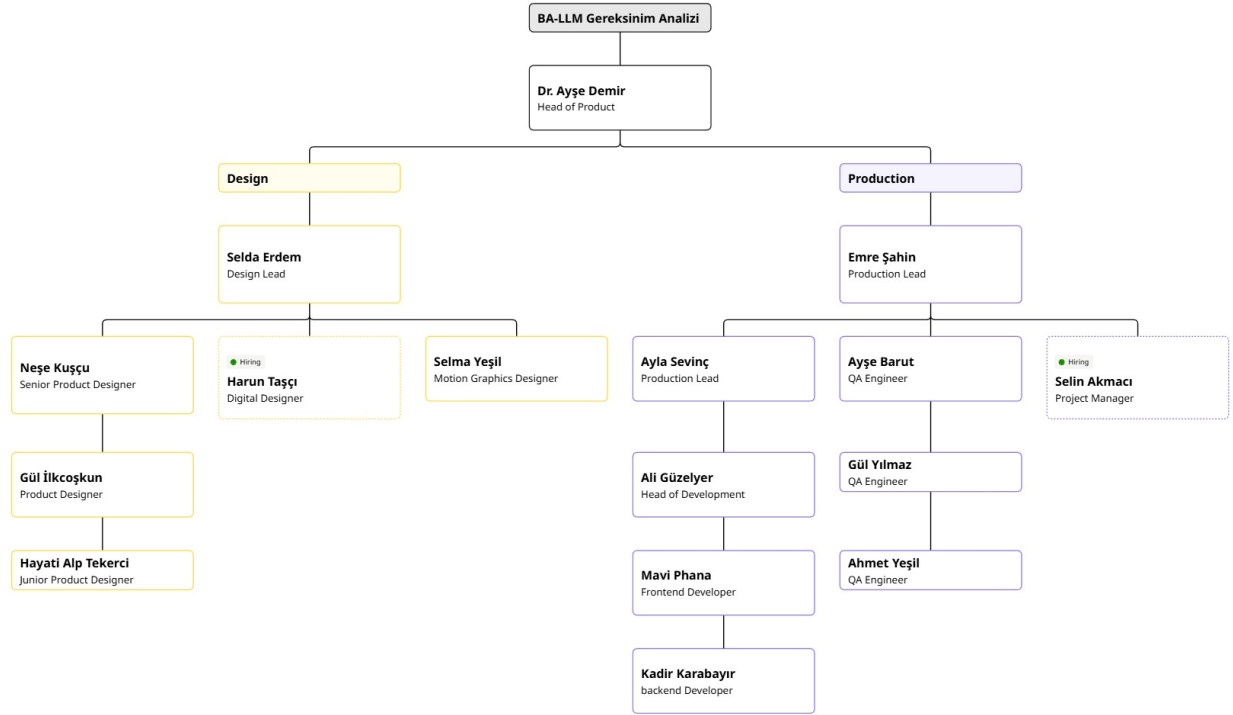 BA-LLM Gereksinim Analizi
Dr. Ayşe Demir
Head of Product
Design
Production
Selda Erdem
Design Lead
Emre Şahin
Production Lead
Neşe Kuşçu
Senior Product Designer
Hiring
Harun Taşçı
Digital Designer
Selma Yeşil
Motion Graphics Designer
Ayla Sevinç
Production Lead
Ayşe Barut
QA Engineer
Hiring
Selin Akmacı
Project Manager
Gül İlkcoşkun
Product Designer
Ali Güzelyer
Head of Development
Gül Yılmaz
QA Engineer
Hayati Alp Tekerci
Junior Product Designer
Mavi Phana
Frontend Developer
Ahmet Yeşil
QA Engineer
Kadir Karabayır
backend Developer